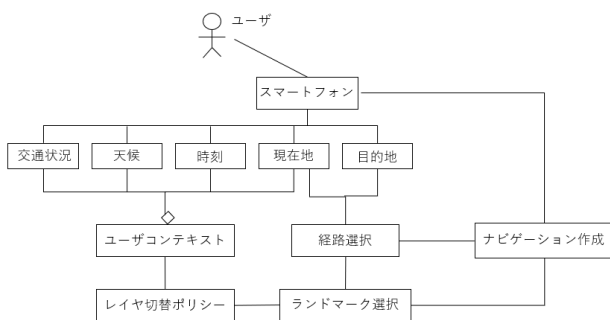 ユーザ
スマートフォン
交通状況
天候
時刻
現在地
目的地
ユーザコンテキスト
経路選択
ナビゲーション作成
レイヤ切替ポリシー
ランドマーク選択